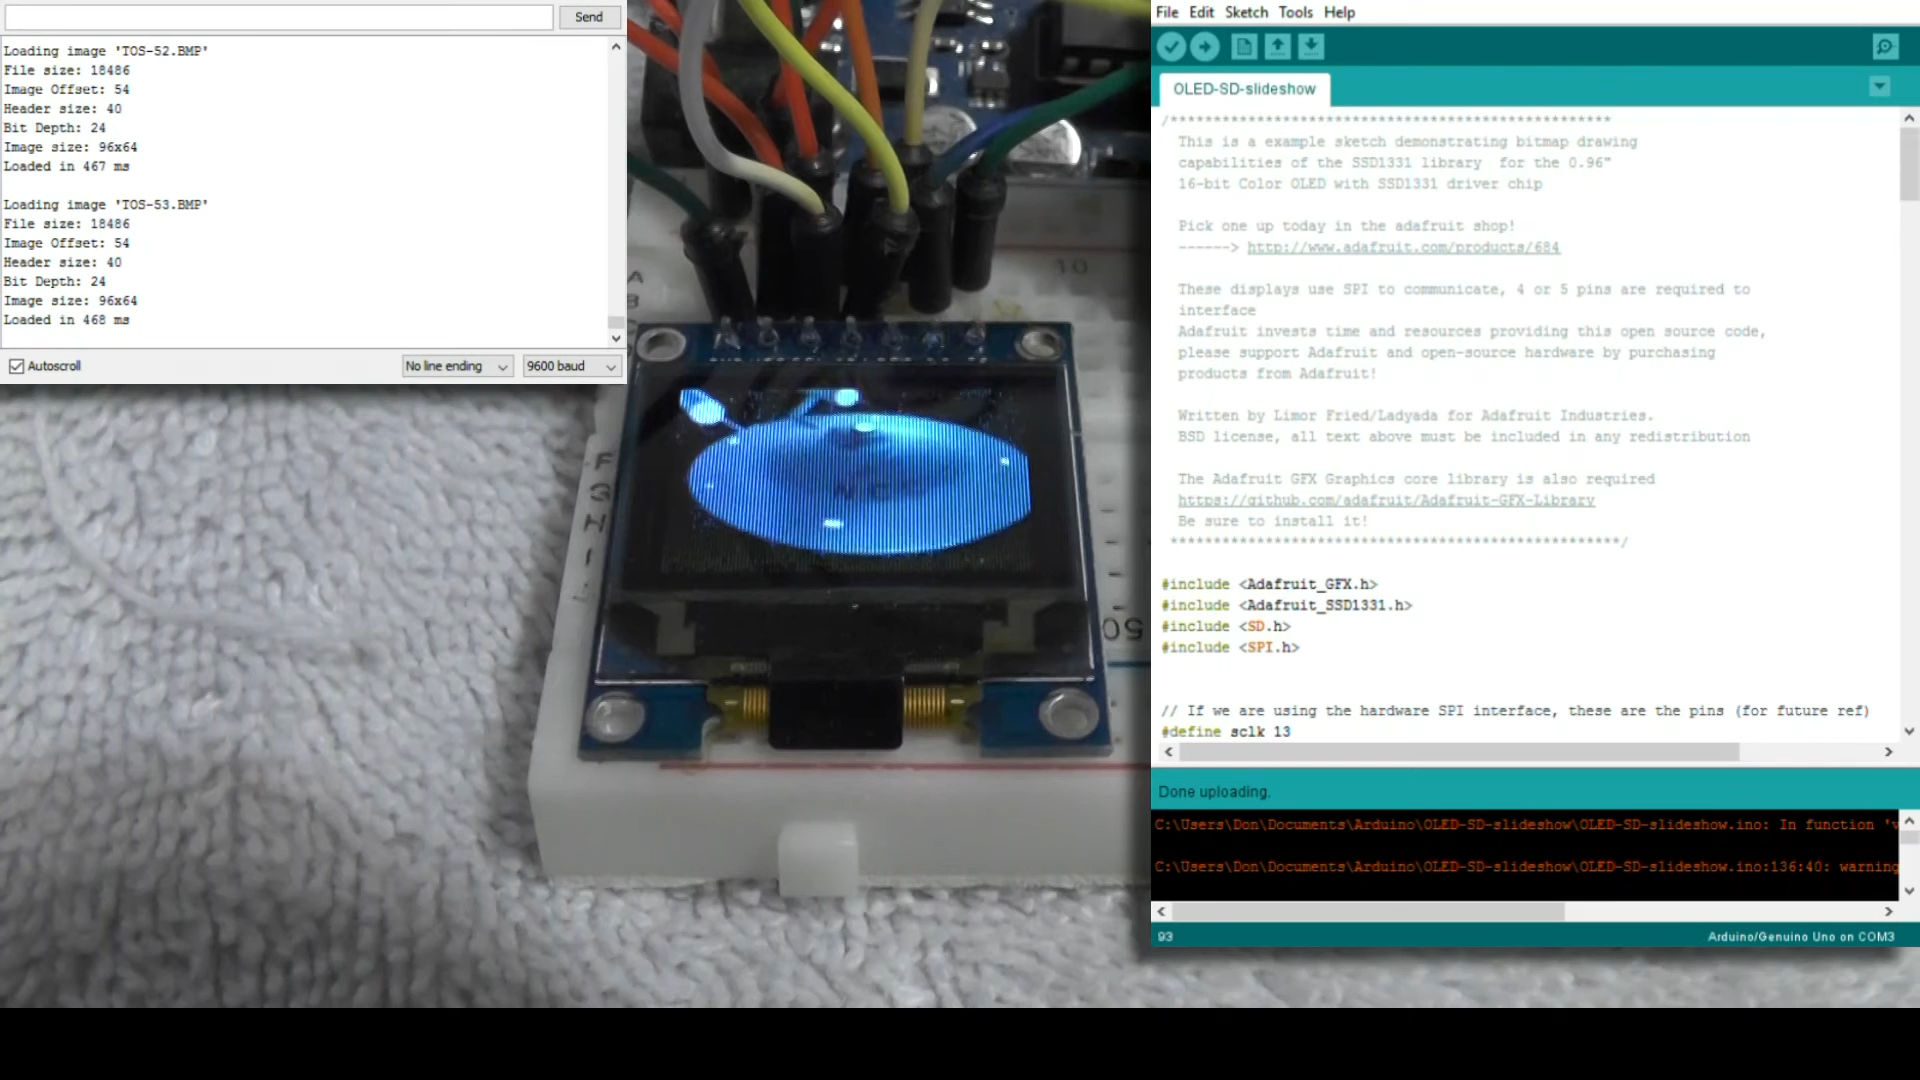 Send
Loading image 'TOS-52.BMP'
File size: 18486
Image Offset: 54
Header size: 40
Bit Depth: 24
Image size: 96x64
Loaded in 467 ms
Loading image 'TOS-53.BMP'
File size: 18486
Image Offset: 54
Header size: 40
Bit Depth: 24
Image size: 96x64
Loaded in 468 ms
Autoscroll
No line ending
9600 baud
A
B
10
F
G
H
I
50
File Edit Sketch Tools Help
OLED-SD-slideshow
/***************************************************
This is a example sketch demonstrating bitmap drawing
capabilities of the SSD1331 library for the 0.96"
16-bit Color OLED with SSD1331 driver chip
Pick one up today in the adafruit shop!
------> http://www.adafruit.com/products/684
These displays use SPI to communicate, 4 or 5 pins are required to
interface
Adafruit invests time and resources providing this open source code,
please support Adafruit and open-source hardware by purchasing
products from Adafruit!
Written by Limor Fried/Ladyada for Adafruit Industries.
BSD license, all text above must be included in any redistribution
The Adafruit GFX Graphics core library is also required
https://github.com/adafruit/Adafruit-GFX-Library
Be sure to install it!
****************************************************/
#include <Adafruit_GFX.h>
#include <Adafruit_SSD1331.h>
#include <SD.h>
#include <SPI.h>
// If we are using the hardware SPI interface, these are the pins (for future ref)
#define sclk 13
Done uploading.
C:\Users\Don\Documents\Arduino\OLED-SD-slideshow\OLED-SD-slideshow.ino: In function 'v
C:\Users\Don\Documents\Arduino\OLED-SD-slideshow\OLED-SD-slideshow.ino:136:40: warning
93
Arduino/Genuino Uno on COM3